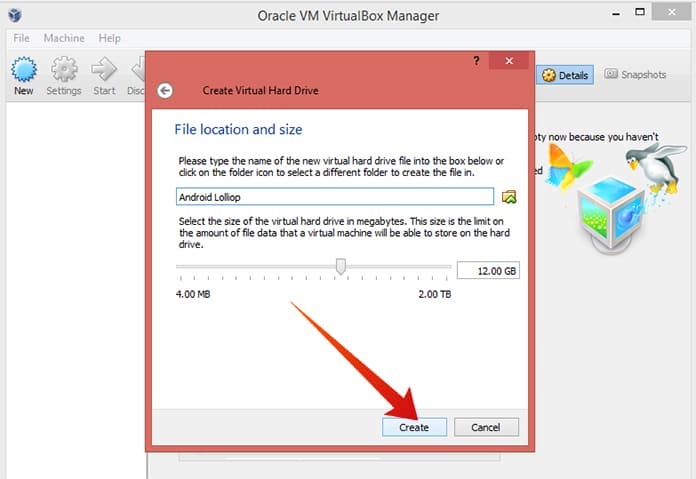 Oracle VM VirtualBox Manager
File Machine Help
New Settings Start Disc
Details Snapshots
? 
Create Virtual Hard Drive
File location and size
Please type the name of the new virtual hard drive file into the box below or
click on the folder icon to select a different folder to create the file in.
Android Lolliop
Select the size of the virtual hard drive in megabytes. This size is the limit on
the amount of file data that a virtual machine will be able to store on the hard
drive.
12.00 GB
4.00 MB 2.00 TB
Create Cancel
pty now because you haven't
ed